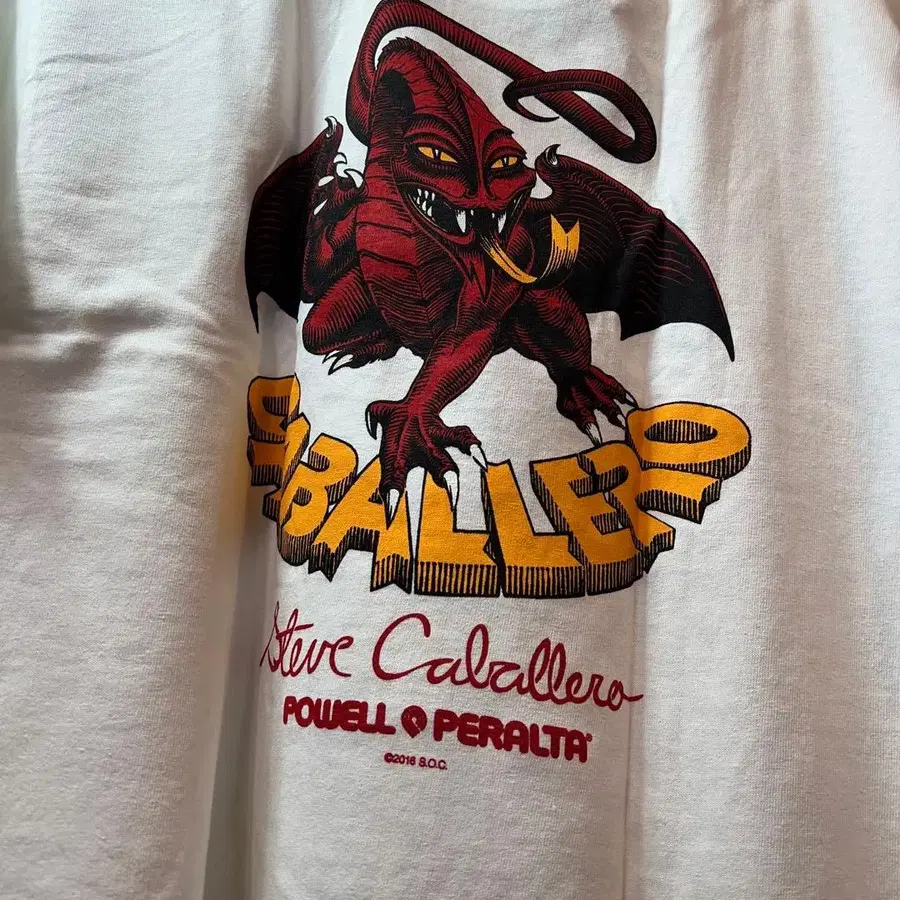 CABALLERO
Steve Caballero
POWELL PERALTA®
©2016 S.O.C.